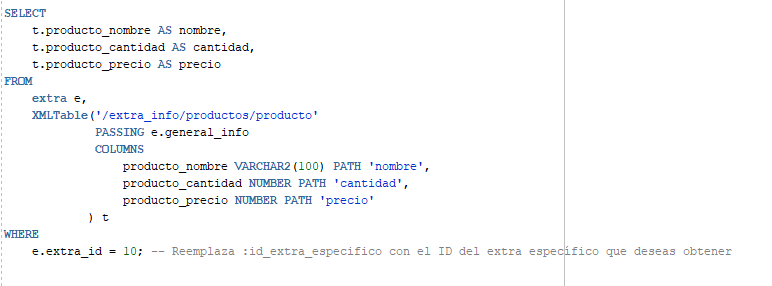 SELECT
t.producto_nombre AS nombre,
t.producto_cantidad AS cantidad,
t.producto_precio AS precio
FROM
extra e,
XMLTable('/extra_info/productos/producto'
PASSING e.general_info
COLUMNS
producto_nombre VARCHAR2(100) PATH 'nombre',
producto_cantidad NUMBER PATH 'cantidad',
producto_precio NUMBER PATH 'precio'
) t
WHERE
e.extra_id = 10; -- Reemplaza :id_extra_especifico con el ID del extra específico que deseas obtener